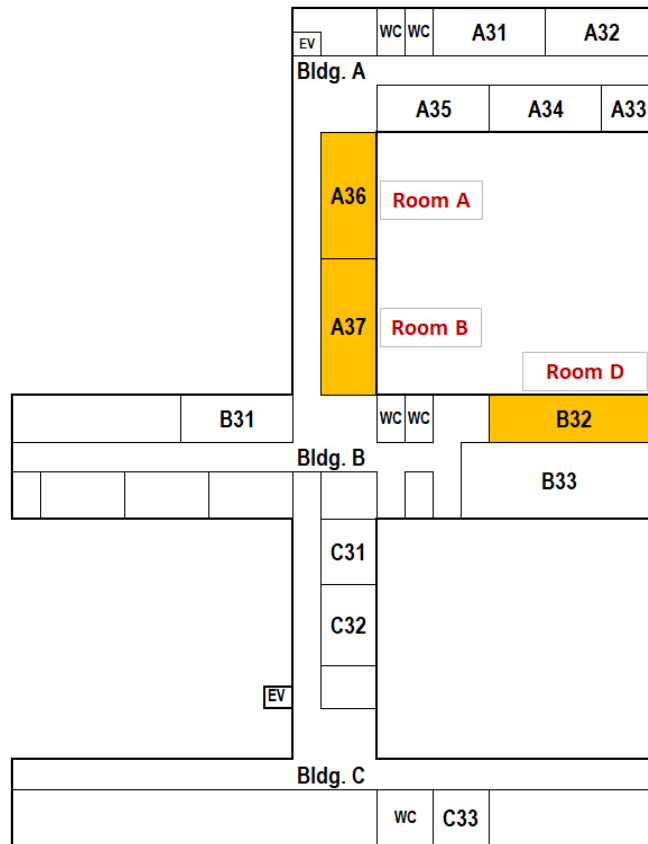 WC WC A31 A32
EV
Bldg. A
A35 A34 A33
A36 Room A
A37 Room B
Room D
B31 WC WC B32
Bldg. B
B33
C31
C32
EV
Bldg. C
WC C33